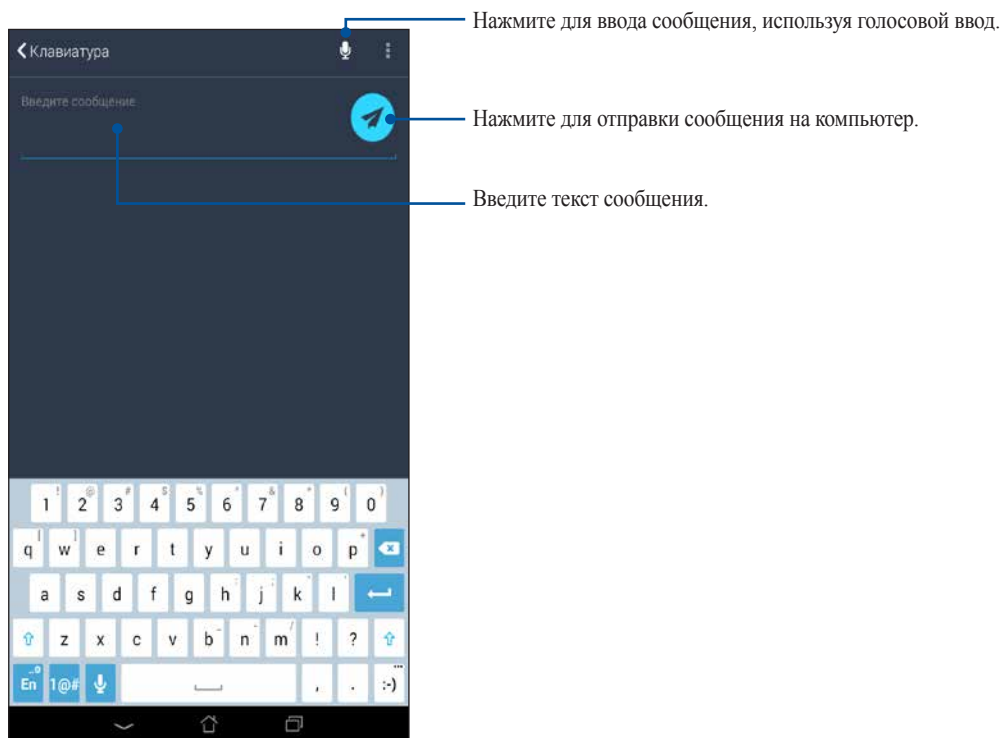 Нажмите для ввода сообщения, используя голосовой ввод.
Клавиатура
Введите сообщение
Нажмите для отправки сообщения на компьютер.
Введите текст сообщения.
1 ! 2 @ 3 # 4 $ 5 % 6 ^ 7 & 8 * 9 ( 0 )
q [ w ] e r t y u i o p +
a s d f g h : j ; k " l '
z x c v b - n - m / ! ?
En 1@# , . :-)